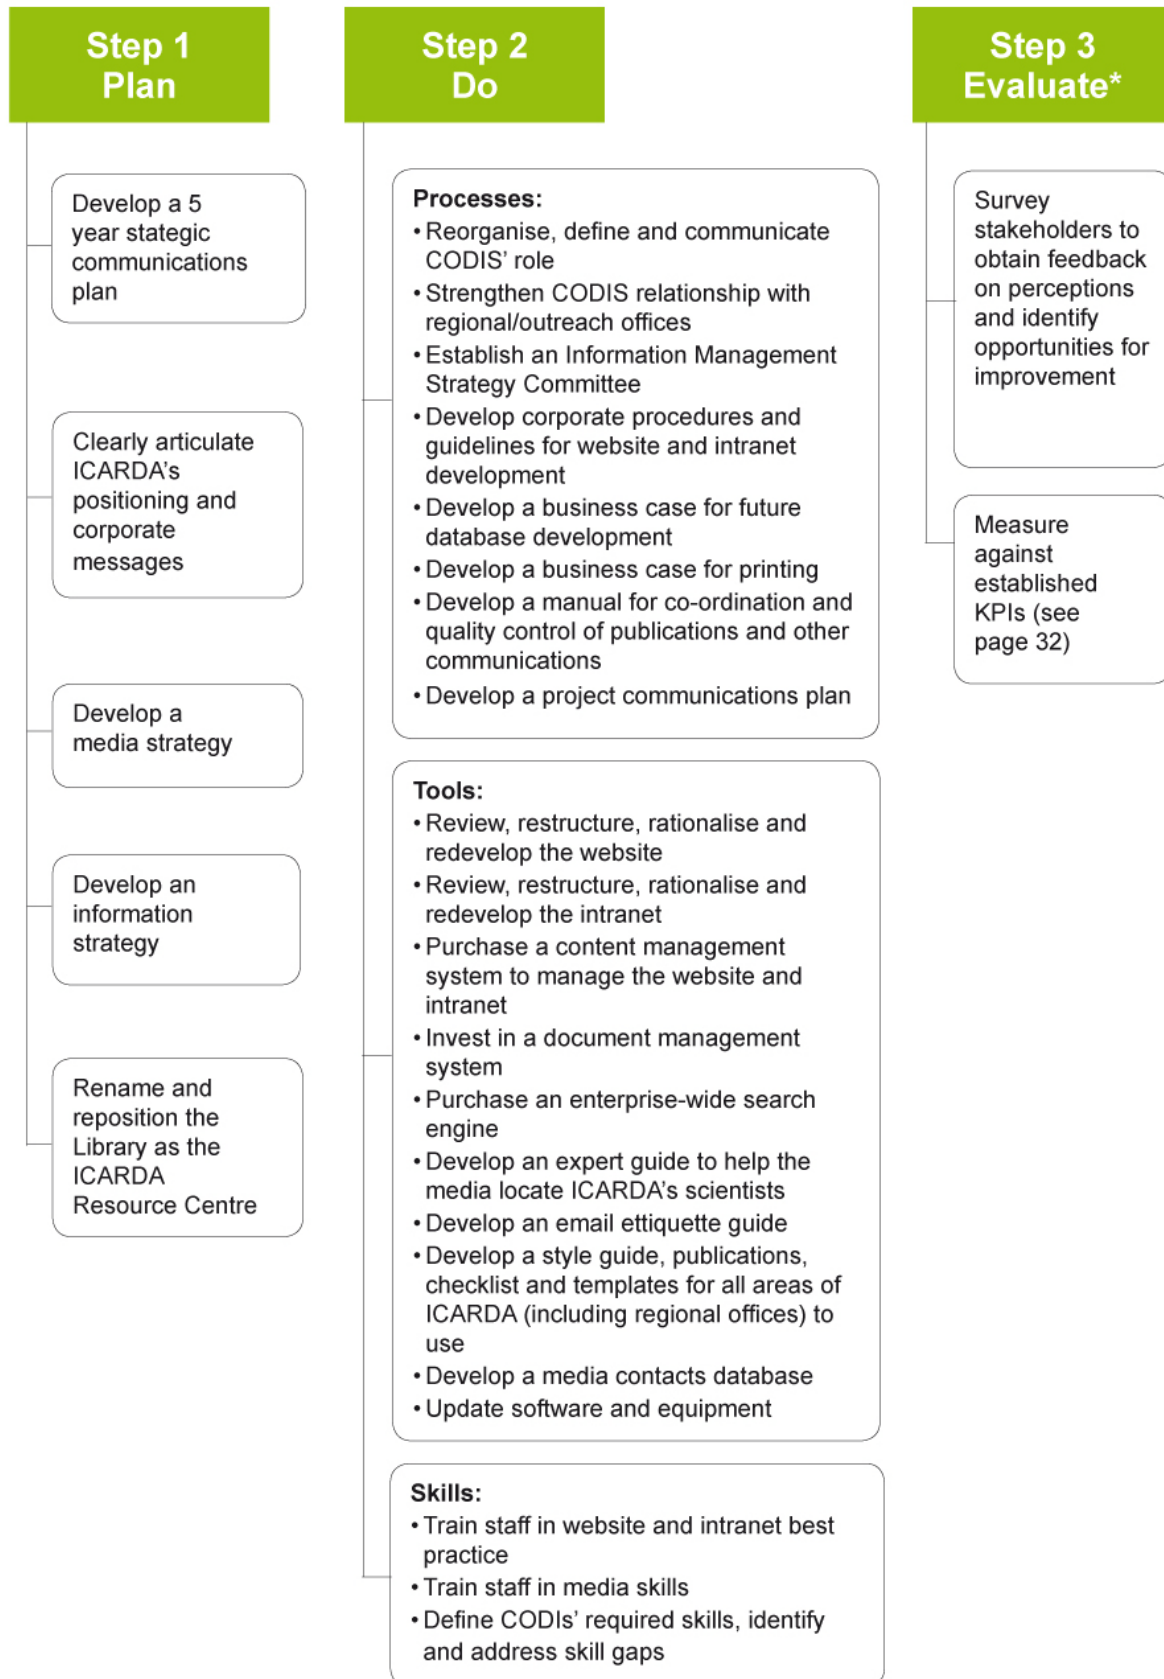 Step 1
Plan
Develop a 5
year stategic
communications
plan
Clearly articulate
ICARDA's
positioning and
corporate
messages
Develop a
media strategy
Develop an
information
strategy
Rename and
reposition the
Library as the
ICARDA
Resource Centre
Step 2
Do
Processes:
• Reorganise, define and communicate
CODIS' role
• Strengthen CODIS relationship with
regional/outreach offices
• Establish an Information Management
Strategy Committee
• Develop corporate procedures and
guidelines for website and intranet
development
• Develop a business case for future
database development
• Develop a business case for printing
• Develop a manual for co-ordination and
quality control of publications and other
communications
• Develop a project communications plan
Tools:
• Review, restructure, rationalise and
redevelop the website
• Review, restructure, rationalise and
redevelop the intranet
• Purchase a content management
system to manage the website and
intranet
• Invest in a document management
system
• Purchase an enterprise-wide search
engine
• Develop an expert guide to help the
media locate ICARDA's scientists
• Develop an email ettiquette guide
• Develop a style guide, publications,
checklist and templates for all areas of
ICARDA (including regional offices) to
use
• Develop a media contacts database
• Update software and equipment
Skills:
• Train staff in website and intranet best
practice
• Train staff in media skills
• Define CODIs' required skills, identify
and address skill gaps
Step 3
Evaluate*
Survey
stakeholders to
obtain feedback
on perceptions
and identify
opportunities for
improvement
Measure
against
established
KPIs (see
page 32)